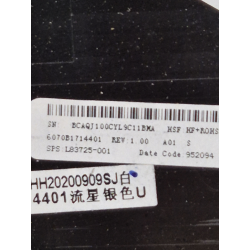 SN: BCAQJ100CYL9C11BMA HSF:HF+ROHS
6070B1714401 REV:1.00 A01 S
SPS:L83725-001 Date Code 952094
HH20200909SJ白
4401流星银色U